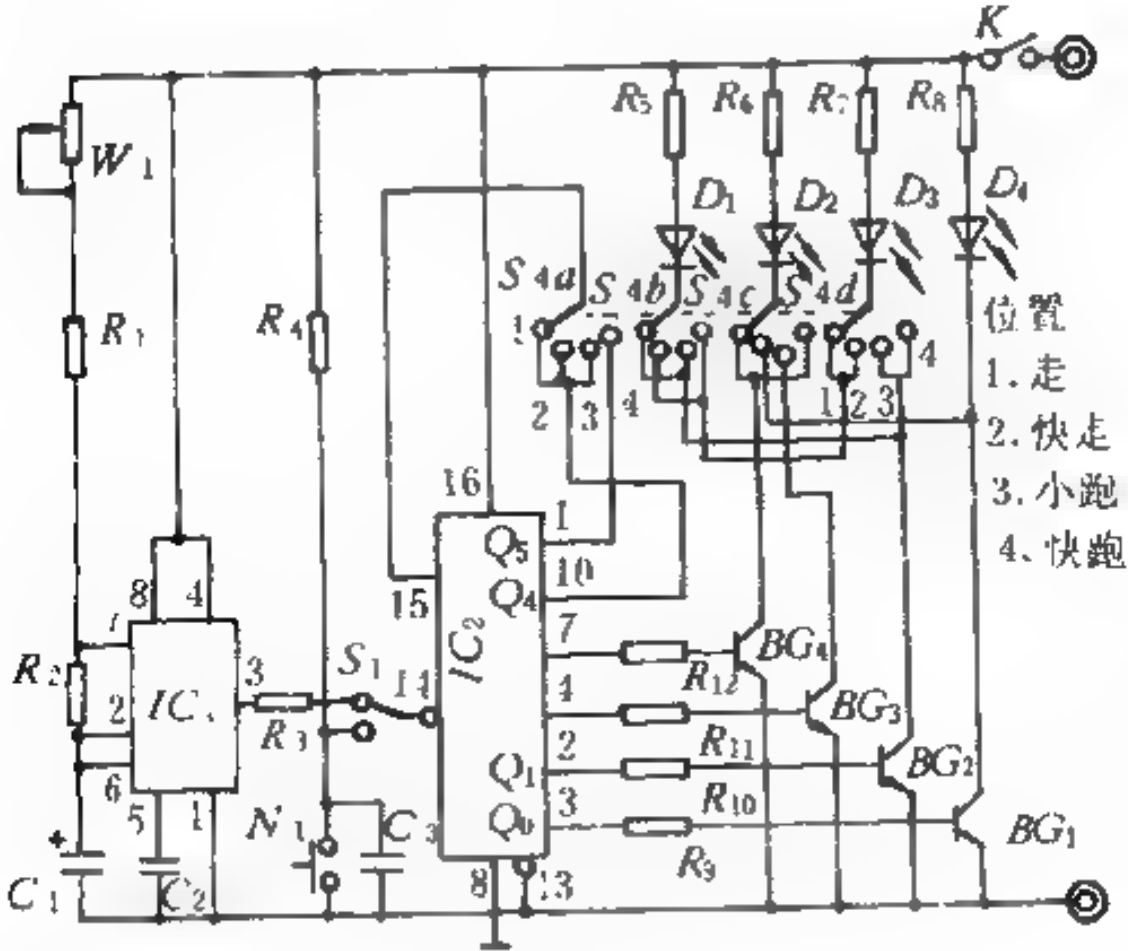 K
R5
R6
R7
R8
W1
D1
D2
D3
D4
S4a
S4b
S4c
S4d
位置
1
2
3
4
1
2
3
4
1.走
2.快走
3.小跑
4.快跑
R1
R4
16
1
Q5
10
Q4
15
IC2
7
4
2
Q1
3
Q0
8
4
R2
2
6
5
1
3
R3
S1
14
N1
C3
C1
C2
8
13
R12
R11
R10
R9
BG4
BG3
BG2
BG1